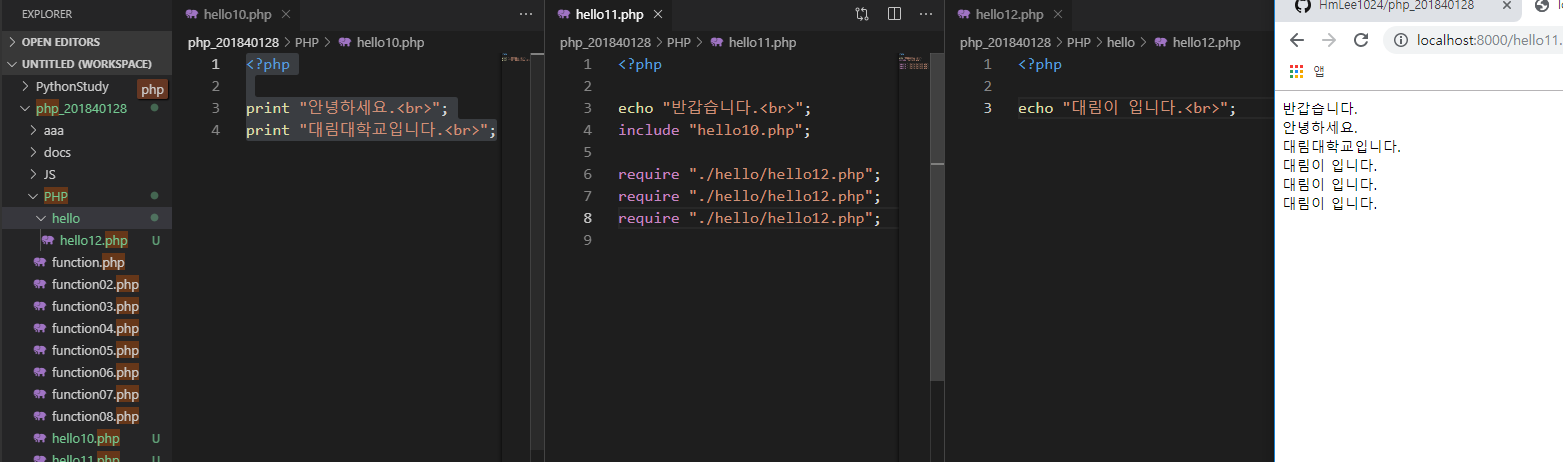 EXPLORER
OPEN EDITORS
UNTITLED (WORKSPACE)
PythonStudy
php
php_201840128
aaa
docs
JS
PHP
hello
hello12.php U
function.php
function02.php
function03.php
function04.php
function05.php
function06.php
function07.php
function08.php
hello10.php U
hello11.php U
hello10.php
php_201840128 > PHP > hello10.php
1 <?php
2
3 print "안녕하세요.<br>";
4 print "대림대학교입니다.<br>";
hello11.php
php_201840128 > PHP > hello11.php
1 <?php
2
3 echo "반갑습니다.<br>";
4 include "hello10.php";
5
6 require "./hello/hello12.php";
7 require "./hello/hello12.php";
8 require "./hello/hello12.php";
9
hello12.php
php_201840128 > PHP > hello > hello12.php
1 <?php
2
3 echo "대림이 입니다.<br>";
HmLee1024/php_201840128
localhost:8000/hello11.
앱
반갑습니다.
안녕하세요.
대림대학교입니다.
대림이 입니다.
대림이 입니다.
대림이 입니다.